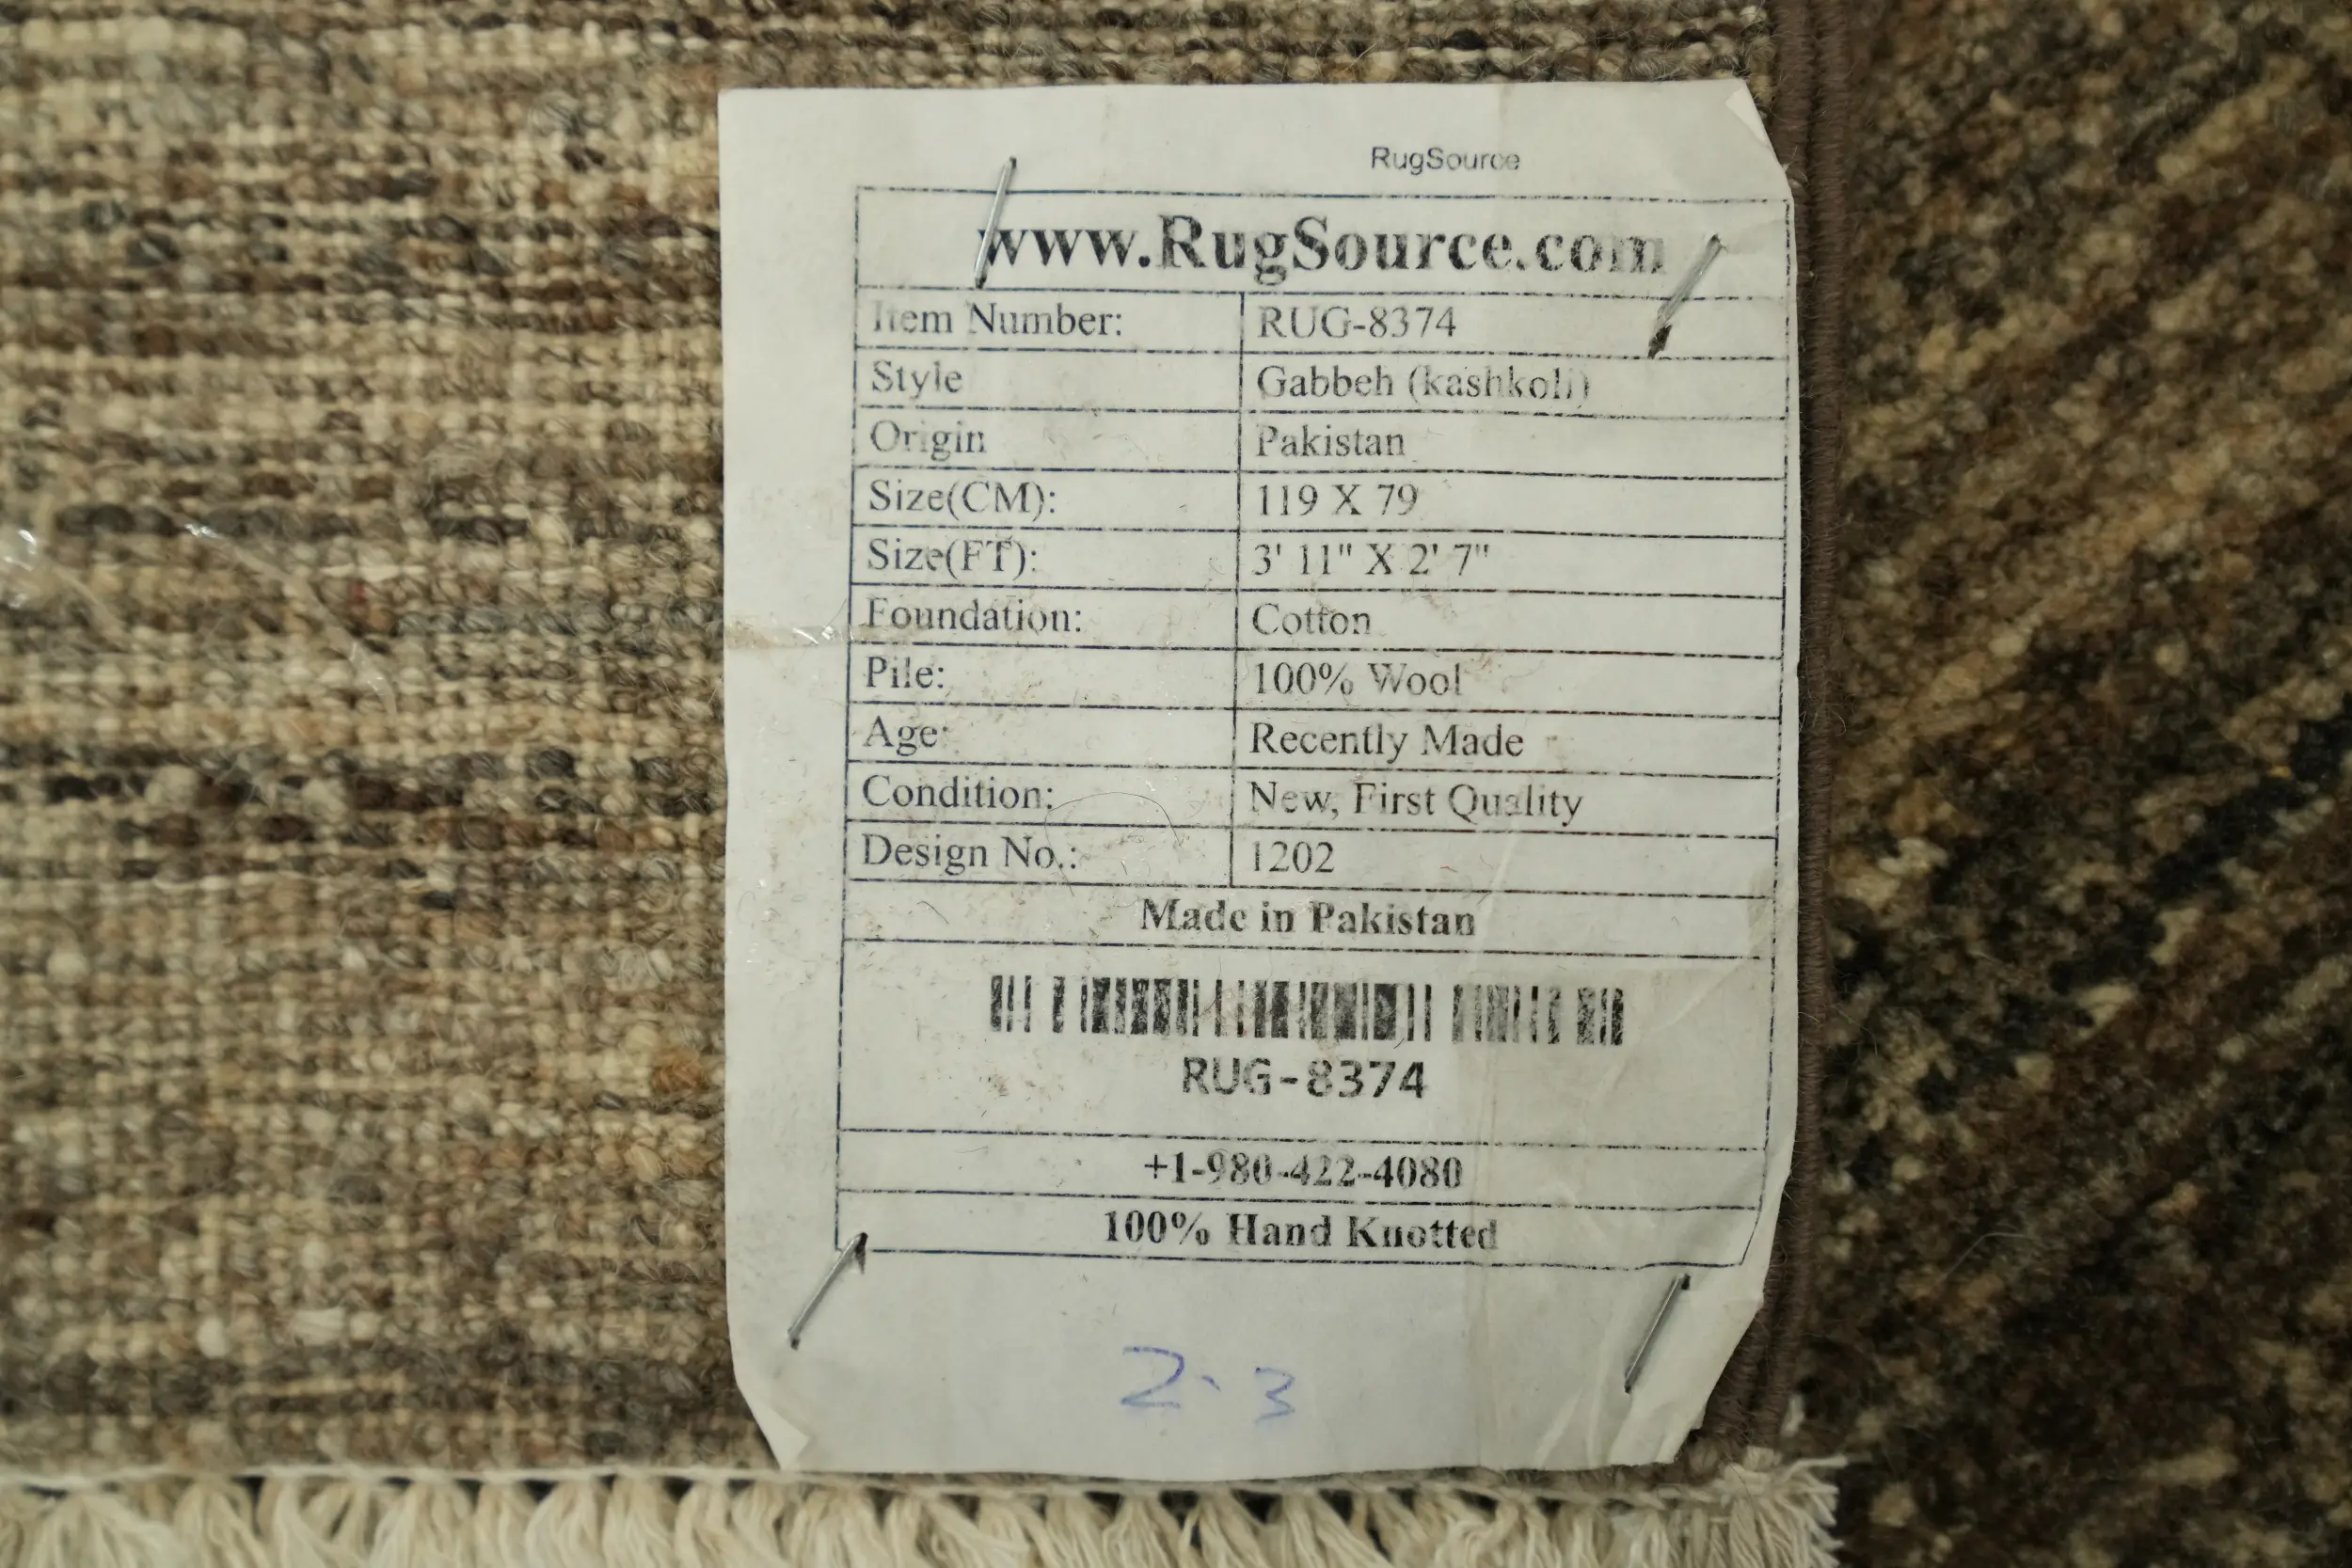 RugSource
www.RugSource.com
Item Number: RUG-8374
Style Gabbeh (kashkoli)
Origin Pakistan
Size(CM): 119 X 79
Size(FT): 3' 11" X 2' 7"
Foundation: Cotton
Pile: 100% Wool
Age: Recently Made
Condition: New, First Quality
Design No.: 1202
Made in Pakistan
RUG-8374
+1-980-422-4080
100% Hand Knotted
2·3